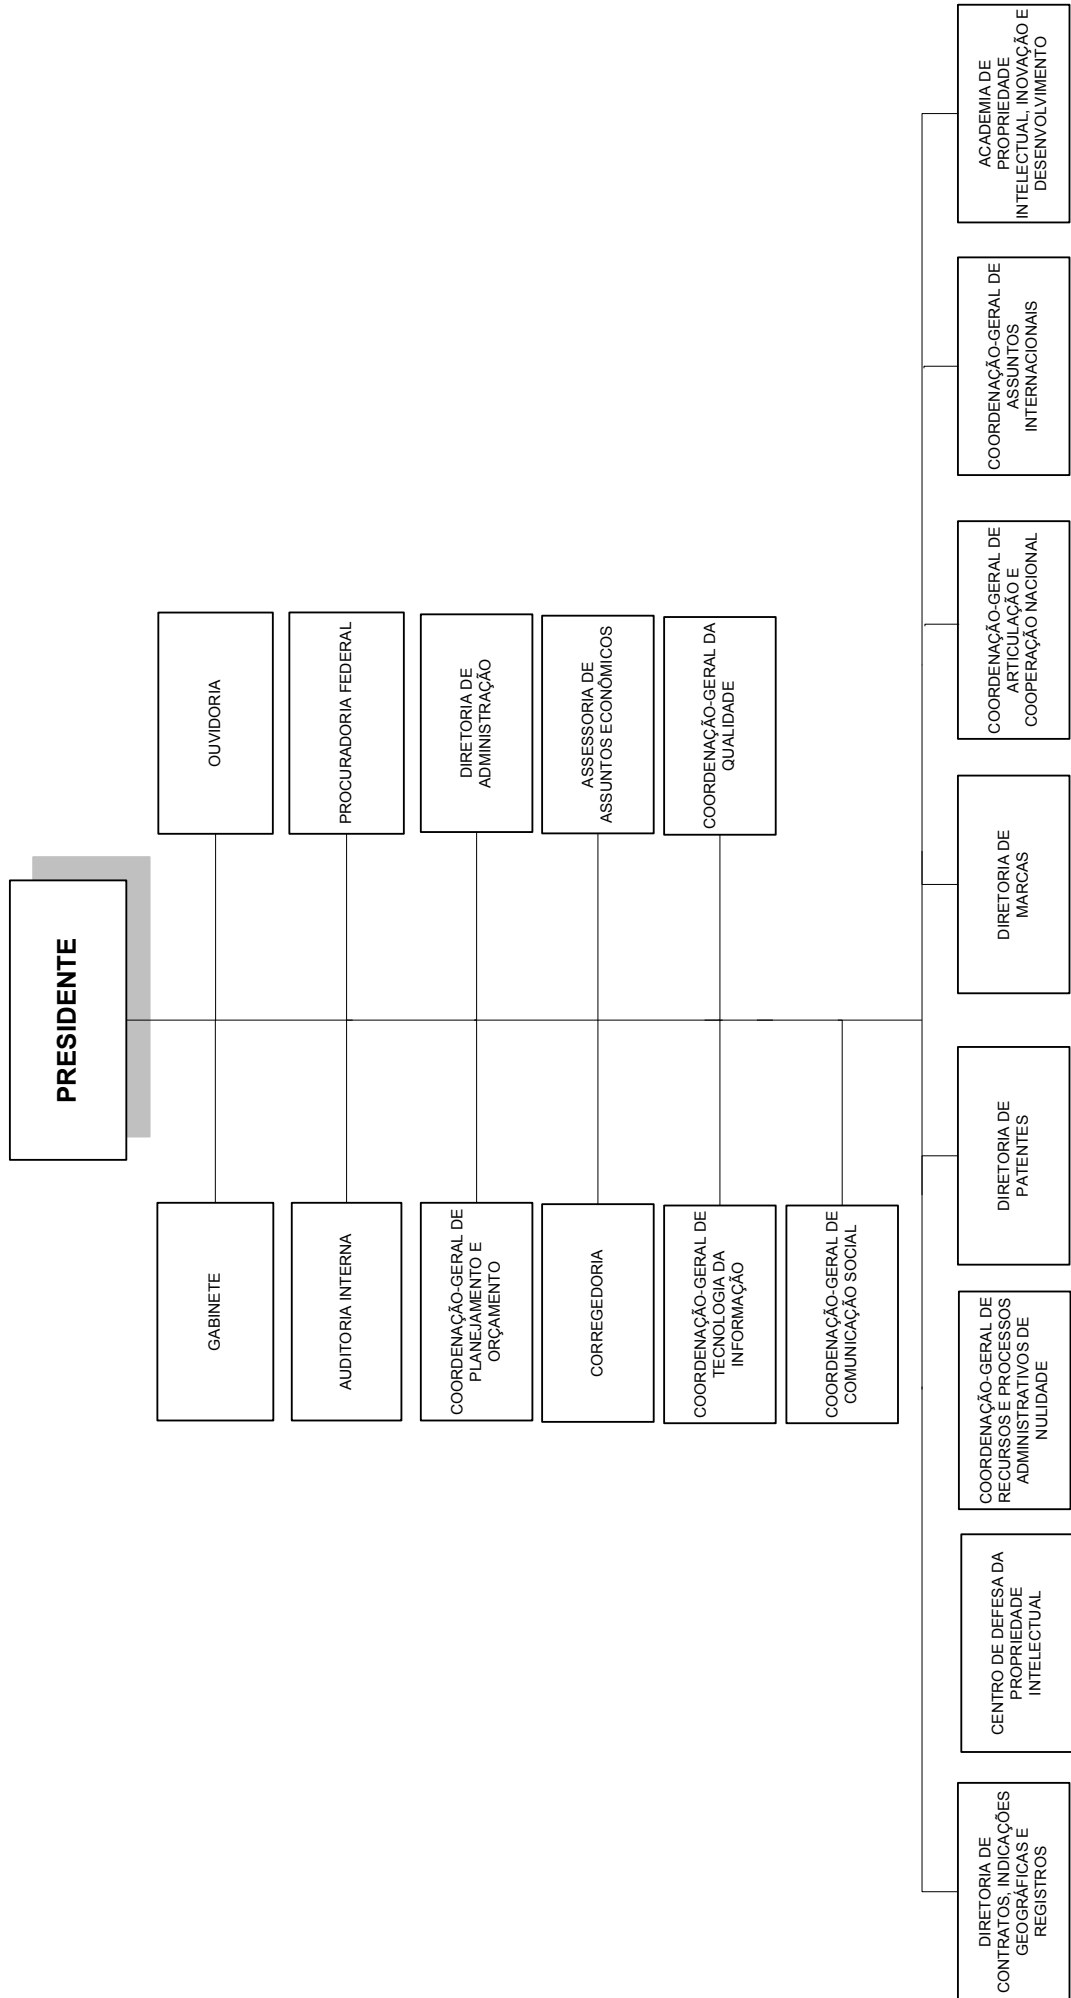 PRESIDENTE
GABINETE
OUVIDORIA
AUDITORIA INTERNA
PROCURADORIA FEDERAL
COORDENAÇÃO-GERAL DE
PLANEJAMENTO E
ORÇAMENTO
DIRETORIA DE
ADMINISTRAÇÃO
CORREGEDORIA
ASSESSORIA DE
ASSUNTOS ECONÔMICOS
COORDENAÇÃO-GERAL DE
TECNOLOGIA DA
INFORMAÇÃO
COORDENAÇÃO-GERAL DA
QUALIDADE
COORDENAÇÃO-GERAL DE
COMUNICAÇÃO SOCIAL
DIRETORIA DE
CONTRATOS, INDICAÇÕES
GEOGRÁFICAS E
REGISTROS
CENTRO DE DEFESA DA
PROPRIEDADE
INTELECTUAL
COORDENAÇÃO-GERAL DE
RECURSOS E PROCESSOS
ADMINISTRATIVOS DE
NULIDADE
DIRETORIA DE
PATENTES
DIRETORIA DE
MARCAS
COORDENAÇÃO-GERAL DE
ARTICULAÇÃO E
COOPERAÇÃO NACIONAL
COORDENAÇÃO-GERAL DE
ASSUNTOS
INTERNACIONAIS
ACADEMIA DE
PROPRIEDADE
INTELECTUAL, INOVAÇÃO E
DESENVOLVIMENTO